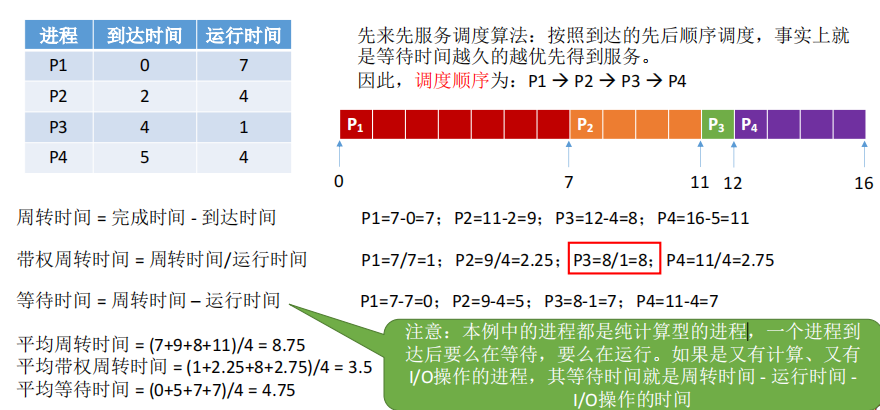 进程 到达时间 运行时间
P1 0 7
P2 2 4
P3 4 1
P4 5 4
先来先服务调度算法：按照到达的先后顺序调度，事实上就
是等待时间越久的越优先得到服务。
因此，调度顺序为：P1 → P2 → P3 → P4
P1 P2 P3 P4
0 7 11 12 16
周转时间 = 完成时间 - 到达时间 P1=7-0=7；P2=11-2=9；P3=12-4=8；P4=16-5=11
带权周转时间 = 周转时间/运行时间 P1=7/7=1；P2=9/4=2.25；P3=8/1=8；P4=11/4=2.75
等待时间 = 周转时间 – 运行时间 P1=7-7=0；P2=9-4=5；P3=8-1=7；P4=11-4=7
平均周转时间 = (7+9+8+11)/4 = 8.75
平均带权周转时间 = (1+2.25+8+2.75)/4 = 3.5
平均等待时间 = (0+5+7+7)/4 = 4.75
注意：本例中的进程都是纯计算型的进程，一个进程到
达后要么在等待，要么在运行。如果是又有计算、又有
I/O操作的进程，其等待时间就是周转时间 - 运行时间 -
I/O操作的时间